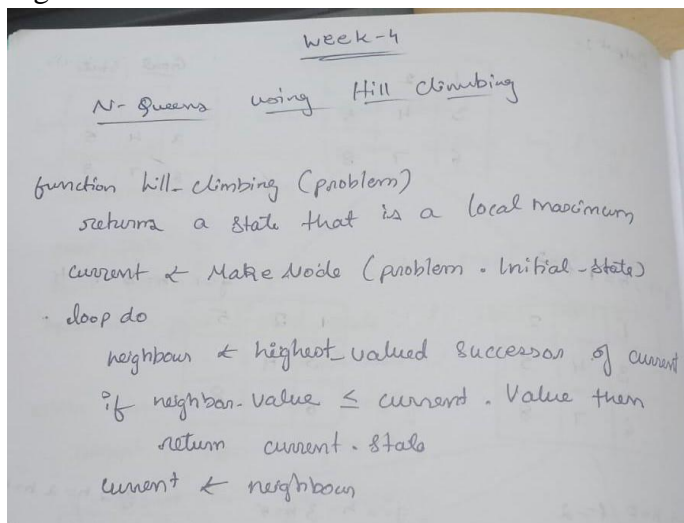 Week-4
N-Queens using Hill Climbing
function hill-climbing (problem)
returns a state that is a local maximum
current ← Make Node (problem . Initial-state)
loop do
neighbour ← highest_valued successor of current
if neighbor.value ≤ current . Value then
return current . state
current ← neighbour